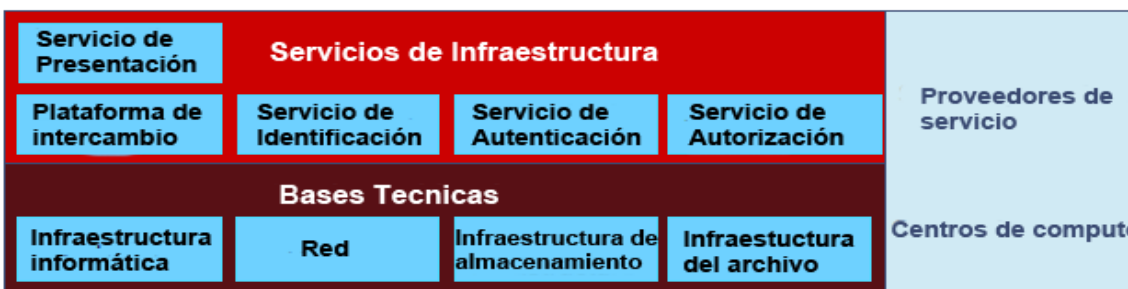 Servicio de
Presentación
Servicios de Infraestructura
Plataforma de
intercambio
Servicio de
Identificación
Servicio de
Autenticación
Servicio de
Autorización
Proveedores de
servicio
Bases Tecnicas
Infraestructura
informática
Red
Infraestructura de
almacenamiento
Infraestuctura
del archivo
Centros de comput